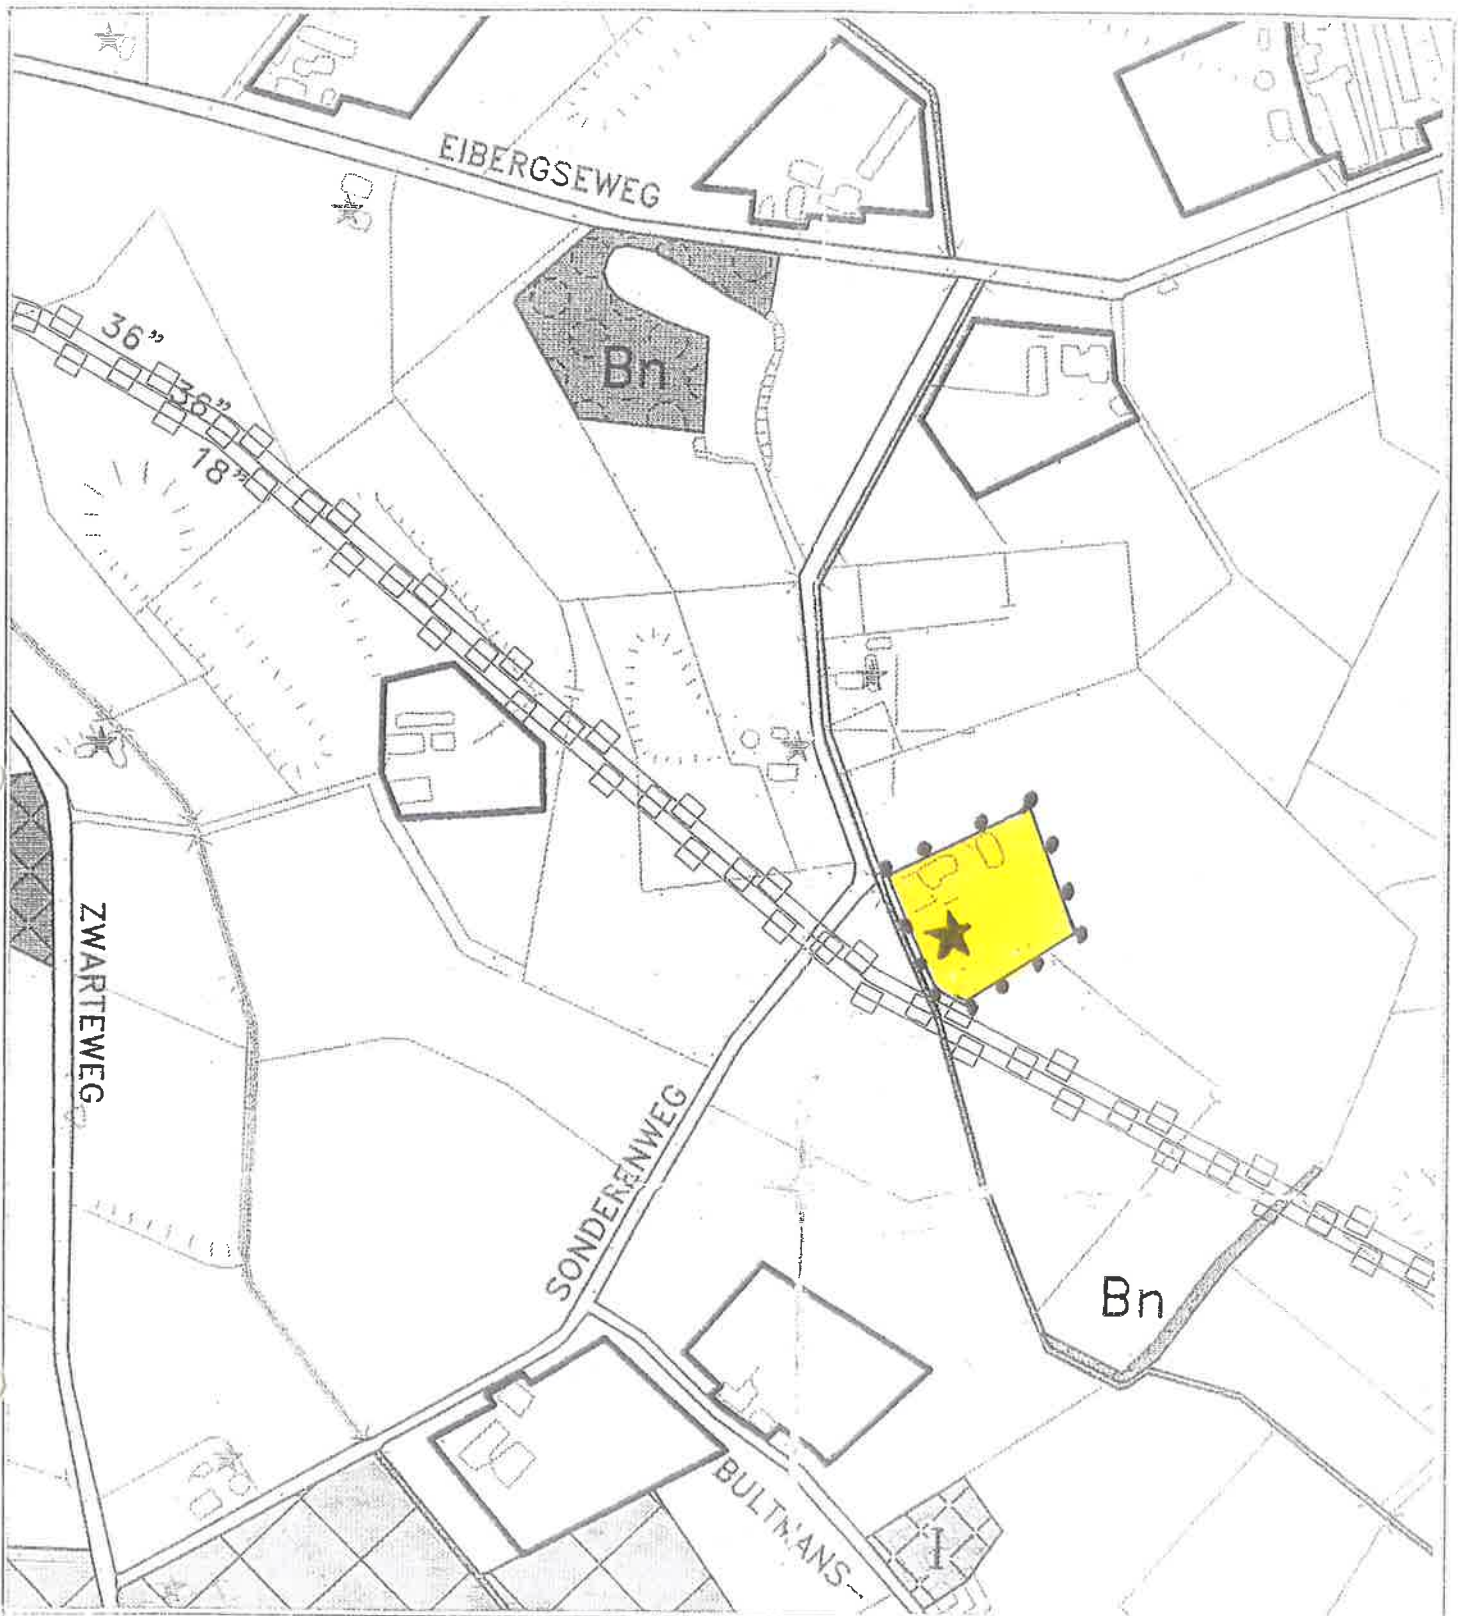 EIBERGSEWEG
36"
36"
18"
Bn
ZWARTEWEG
SONDERENWEG
Bn
BULTMANS-
I